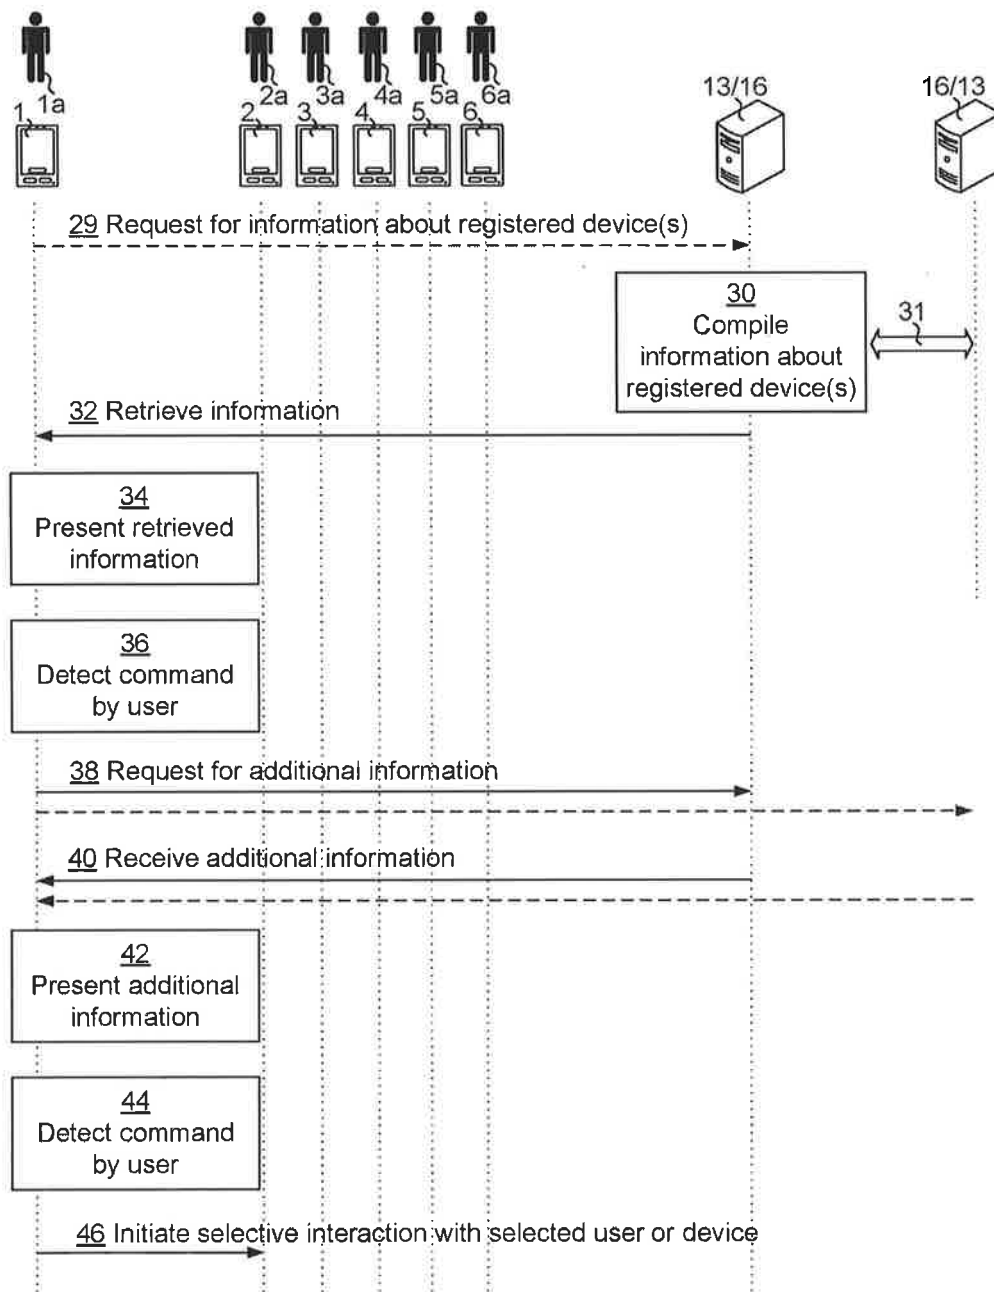 1a
2a 3a 4a 5a 6a
1 2 3 4 5 6
13/16
16/13
29 Request for information about registered device(s)
30
Compile
information about
registered device(s)
31
32 Retrieve information
34
Present retrieved
information
36
Detect command
by user
38 Request for additional information
40 Receive additional information
42
Present additional
information
44
Detect command
by user
46 Initiate selective interaction with selected user or device